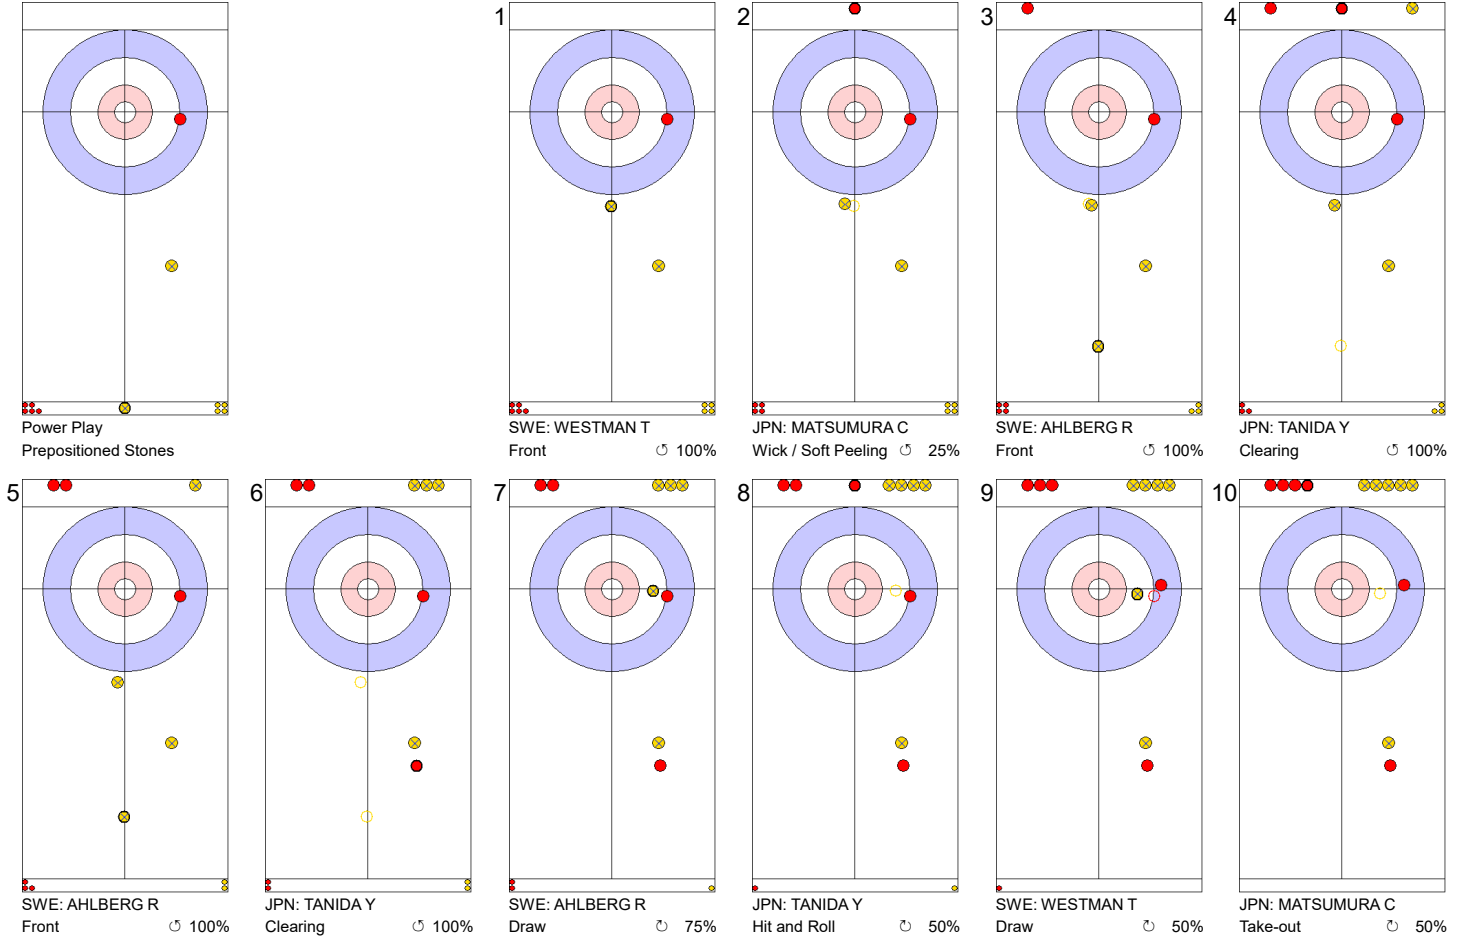 1
2
3
4
Power Play
Prepositioned Stones
SWE: WESTMAN T
Front 100%
JPN: MATSUMURA C
Wick / Soft Peeling 25%
SWE: AHLBERG R
Front 100%
JPN: TANIDA Y
Clearing 100%
5
6
7
8
9
10
SWE: AHLBERG R
Front 100%
JPN: TANIDA Y
Clearing 100%
SWE: AHLBERG R
Draw 75%
JPN: TANIDA Y
Hit and Roll 50%
SWE: WESTMAN T
Draw 50%
JPN: MATSUMURA C
Take-out 50%